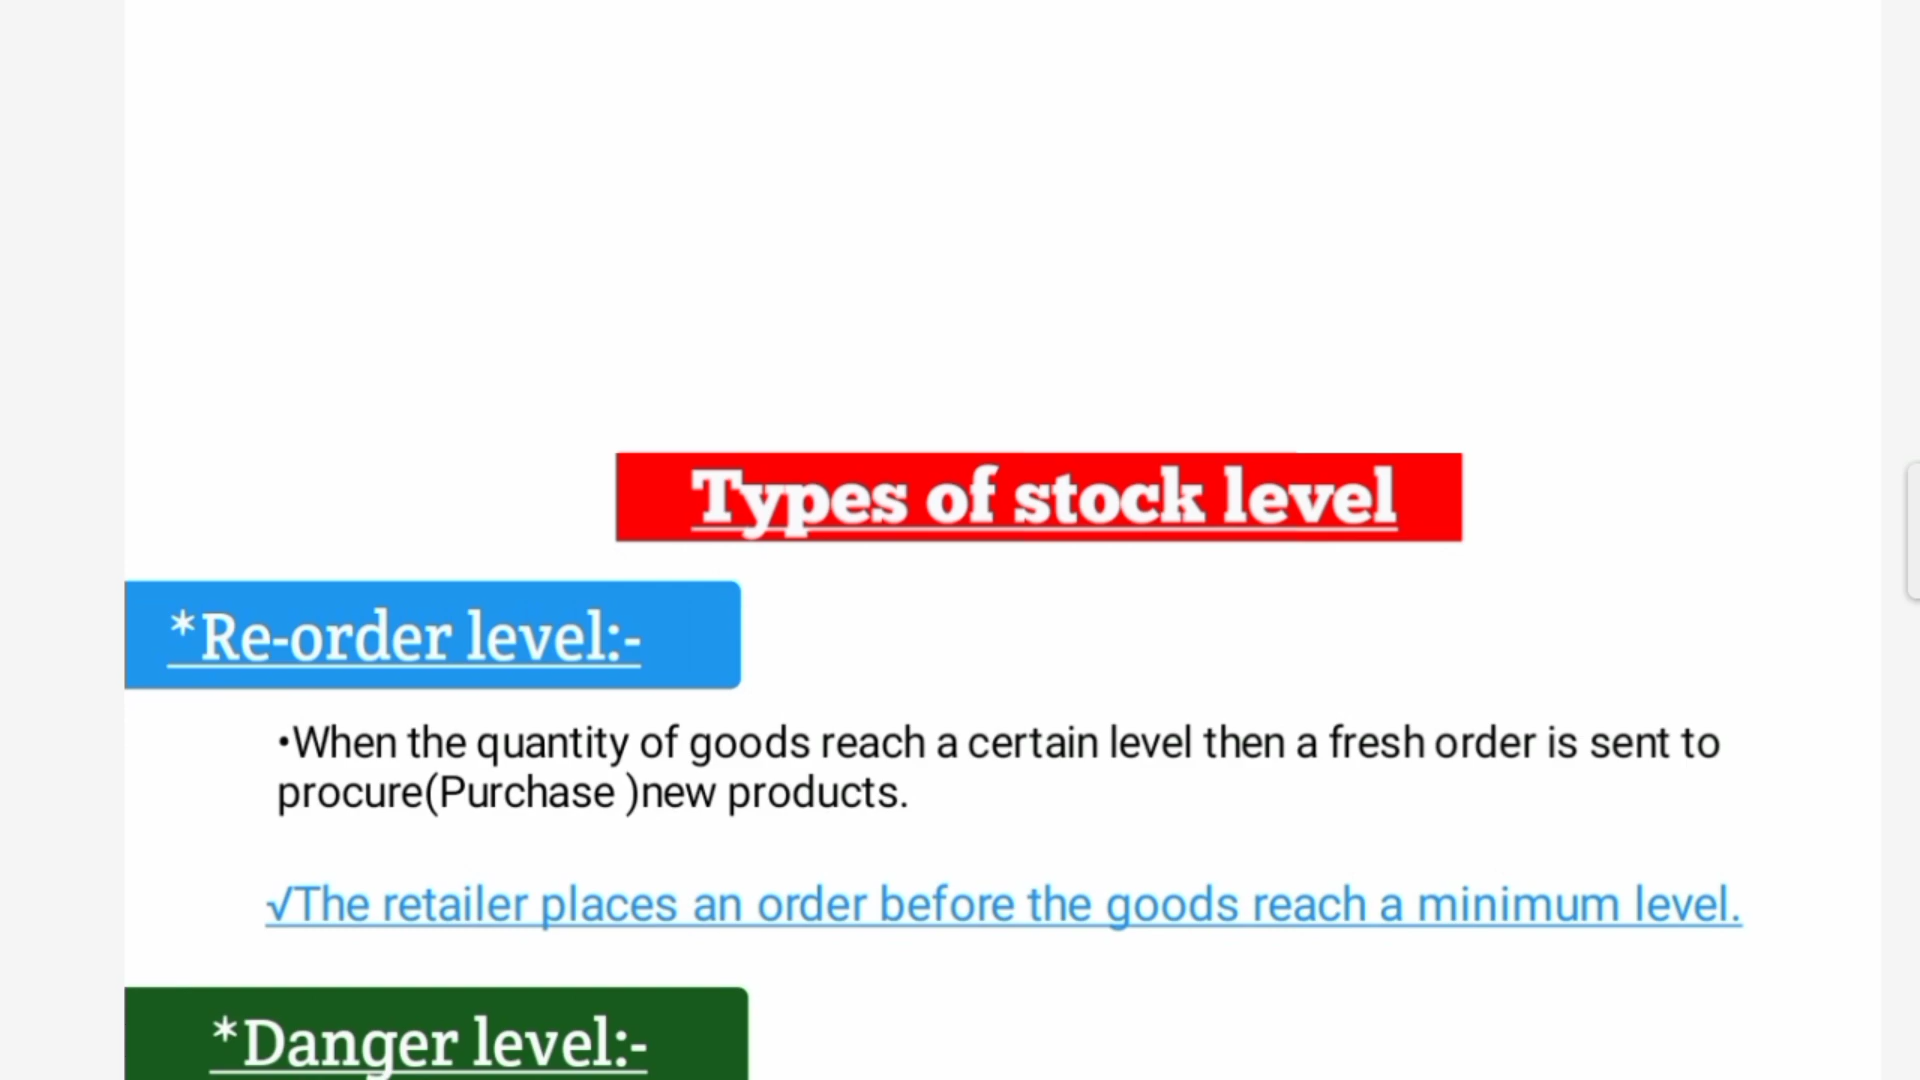 Types of stock level
*Re-order level:-
•When the quantity of goods reach a certain level then a fresh order is sent to
procure(Purchase )new products.
√The retailer places an order before the goods reach a minimum level.
*Danger level:-